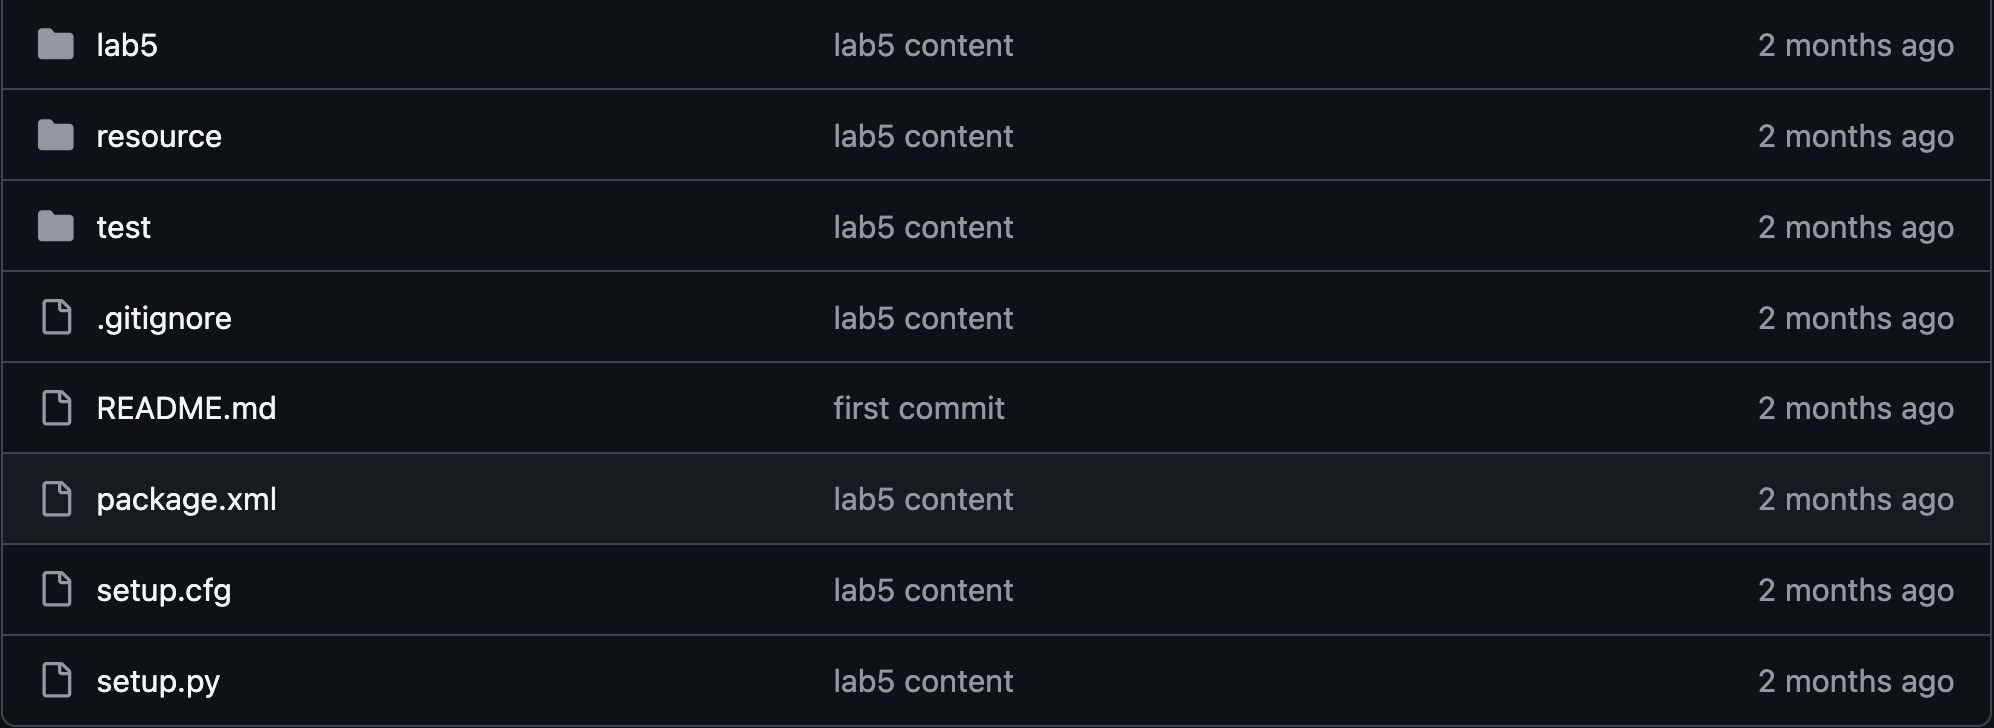 lab5 lab5 content 2 months ago
resource lab5 content 2 months ago
test lab5 content 2 months ago
.gitignore lab5 content 2 months ago
README.md first commit 2 months ago
package.xml lab5 content 2 months ago
setup.cfg lab5 content 2 months ago
setup.py lab5 content 2 months ago